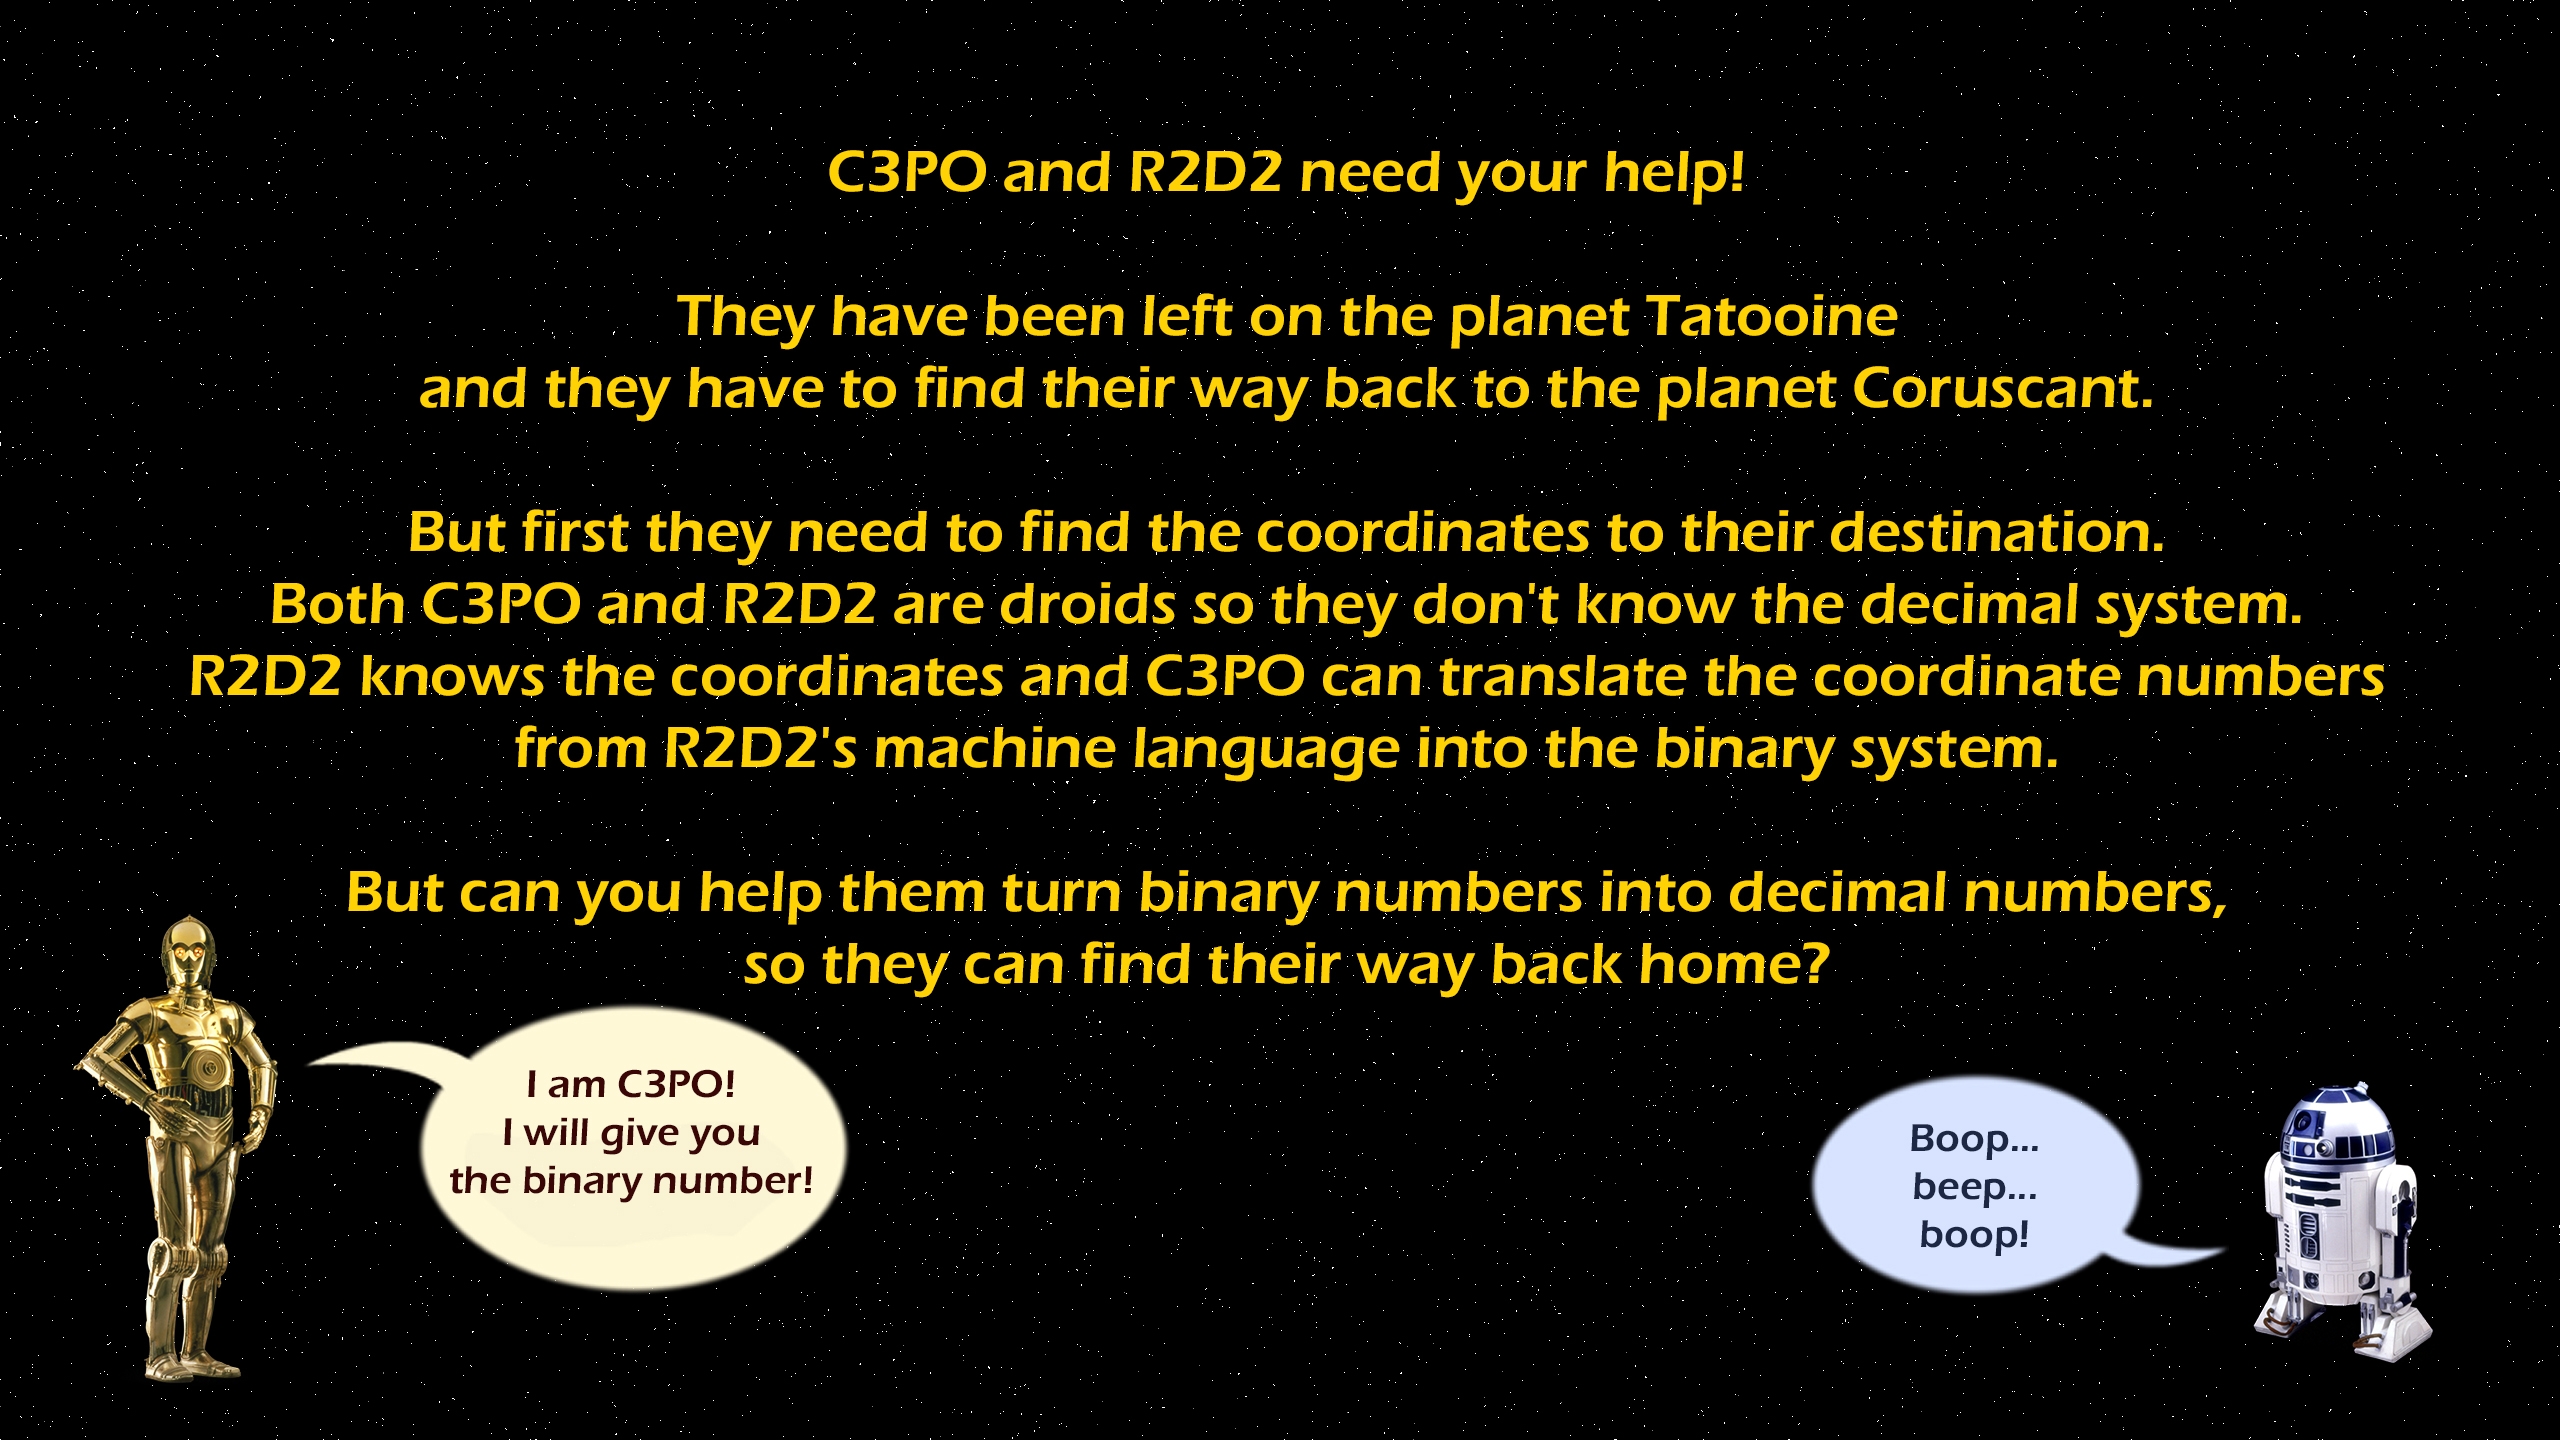 C3PO and R2D2 need your help!
They have been left on the planet Tatooine
and they have to find their way back to the planet Coruscant.
But first they need to find the coordinates to their destination.
Both C3PO and R2D2 are droids so they don't know the decimal system.
R2D2 knows the coordinates and C3PO can translate the coordinate numbers
from R2D2's machine language into the binary system.
But can you help them turn binary numbers into decimal numbers,
so they can find their way back home?
I am C3PO!
I will give you
the binary number!
Boop...
beep...
boop!